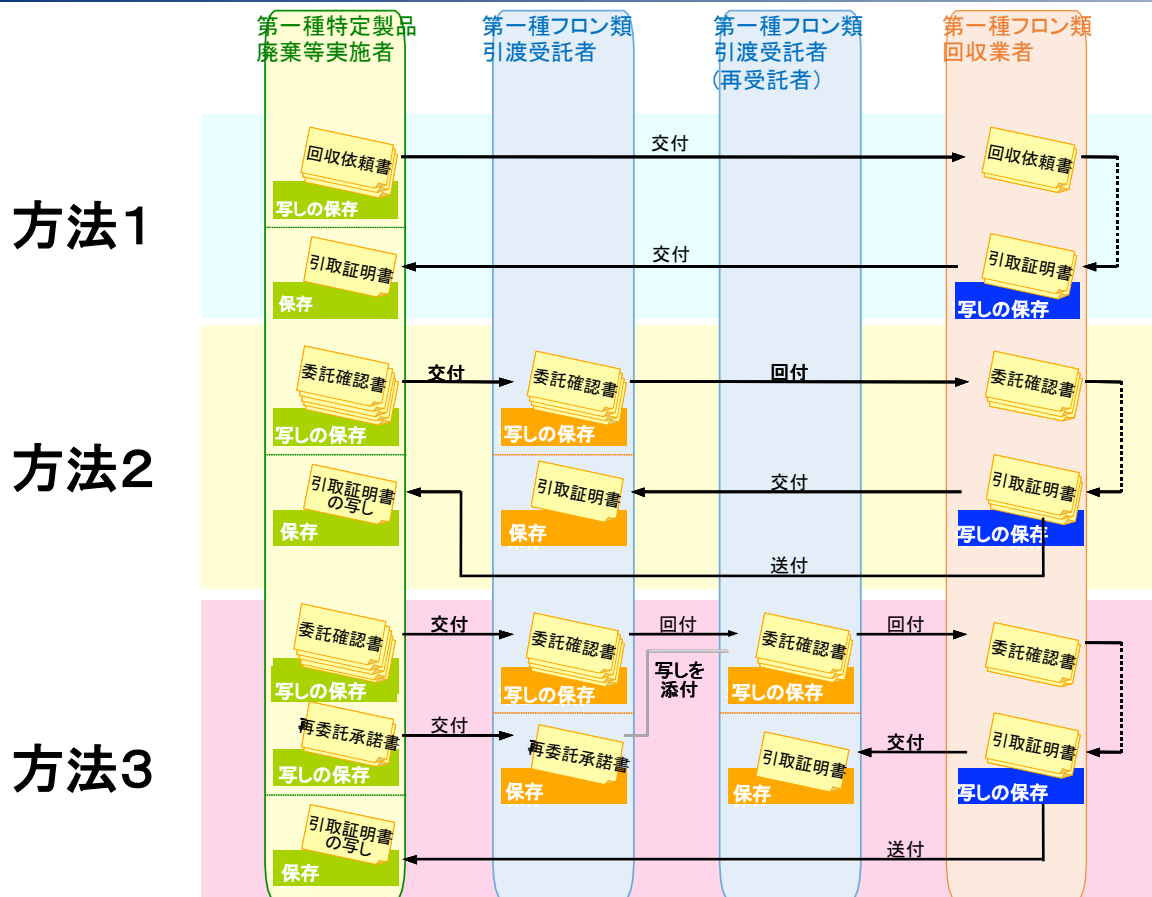 第一種特定製品
廃棄等実施者
第一種フロン類
引渡受託者
第一種フロン類
引渡受託者
(再受託者)
第一種フロン類
回収業者
方法1
回収依頼書
写しの保存
交付
回収依頼書
引取証明書
保存
交付
引取証明書
写しの保存
方法2
委託確認書
写しの保存
交付
委託確認書
写しの保存
回付
委託確認書
引取証明書
の写し
保存
引取証明書
保存
交付
引取証明書
写しの保存
送付
方法3
委託確認書
写しの保存
交付
委託確認書
写しの保存
回付
写しを
添付
委託確認書
写しの保存
回付
委託確認書
再委託承諾書
写しの保存
交付
再委託承諾書
保存
引取証明書
保存
交付
引取証明書
写しの保存
引取証明書
の写し
保存
送付